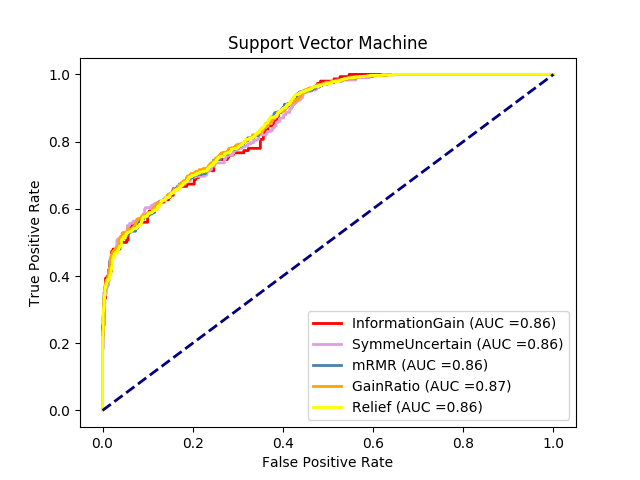 Support Vector Machine
True Positive Rate
1.0
0.8
0.6
0.4
0.2
0.0
InformationGain (AUC =0.86)
SymmeUncertain (AUC =0.86)
mRMR (AUC =0.86)
GainRatio (AUC =0.87)
Relief (AUC =0.86)
0.0 0.2 0.4 0.6 0.8 1.0
False Positive Rate